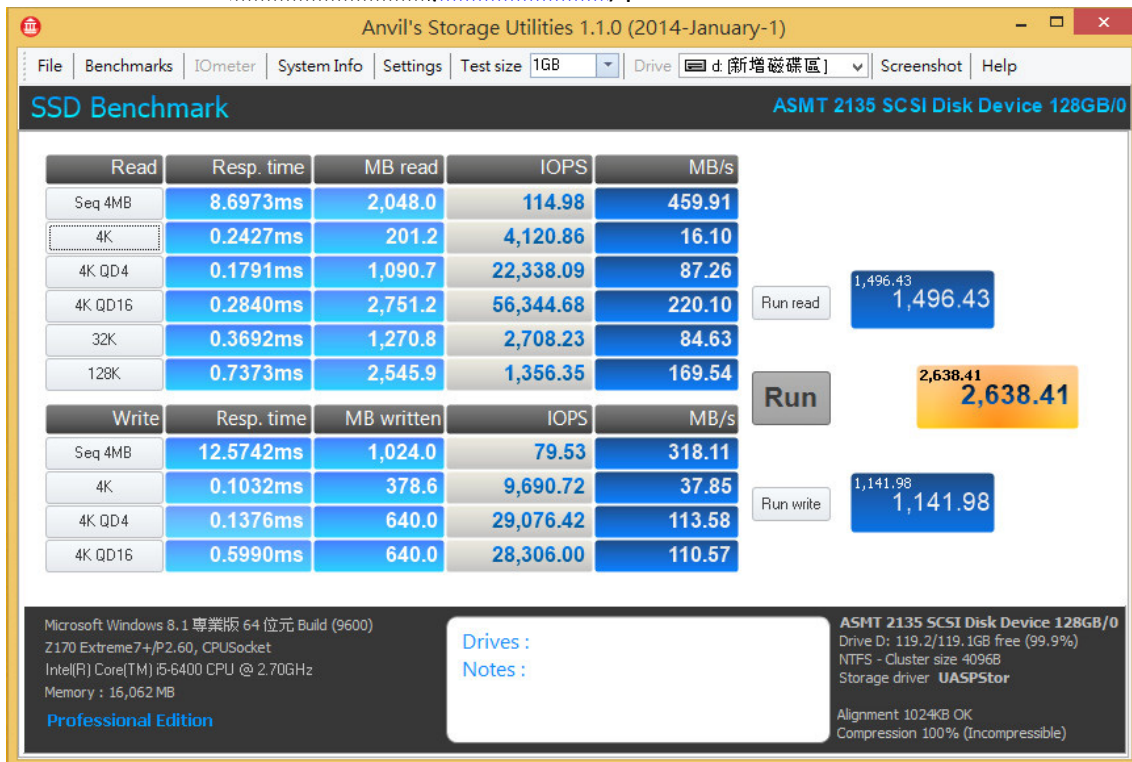 Anvil's Storage Utilities 1.1.0 (2014-January-1)
File Benchmarks IOmeter System Info Settings Test size 1GB Drive d: [新增磁碟區] Screenshot Help
SSD Benchmark ASMT 2135 SCSI Disk Device 128GB/0
Read Resp. time MB read IOPS MB/s
Seq 4MB 8.6973ms 2,048.0 114.98 459.91
4K 0.2427ms 201.2 4,120.86 16.10
4K QD4 0.1791ms 1,090.7 22,338.09 87.26
4K QD16 0.2840ms 2,751.2 56,344.68 220.10
32K 0.3692ms 1,270.8 2,708.23 84.63
128K 0.7373ms 2,545.9 1,356.35 169.54
Run read 1,496.43 1,496.43
Run 2,638.41 2,638.41
Write Resp. time MB written IOPS MB/s
Seq 4MB 12.5742ms 1,024.0 79.53 318.11
4K 0.1032ms 378.6 9,690.72 37.85
4K QD4 0.1376ms 640.0 29,076.42 113.58
4K QD16 0.5990ms 640.0 28,306.00 110.57
Run write 1,141.98 1,141.98
Microsoft Windows 8.1 專業版 64 位元 Build (9600)
Z170 Extreme7+/P2.60, CPUSocket
Intel(R) Core(TM) i5-6400 CPU @ 2.70GHz
Memory : 16,062 MB
Professional Edition
Drives :
Notes :
ASMT 2135 SCSI Disk Device 128GB/0
Drive D: 119.2/119.1GB free (99.9%)
NTFS - Cluster size 4096B
Storage driver UASPStor
Alignment 1024KB OK
Compression 100% (Incompressible)